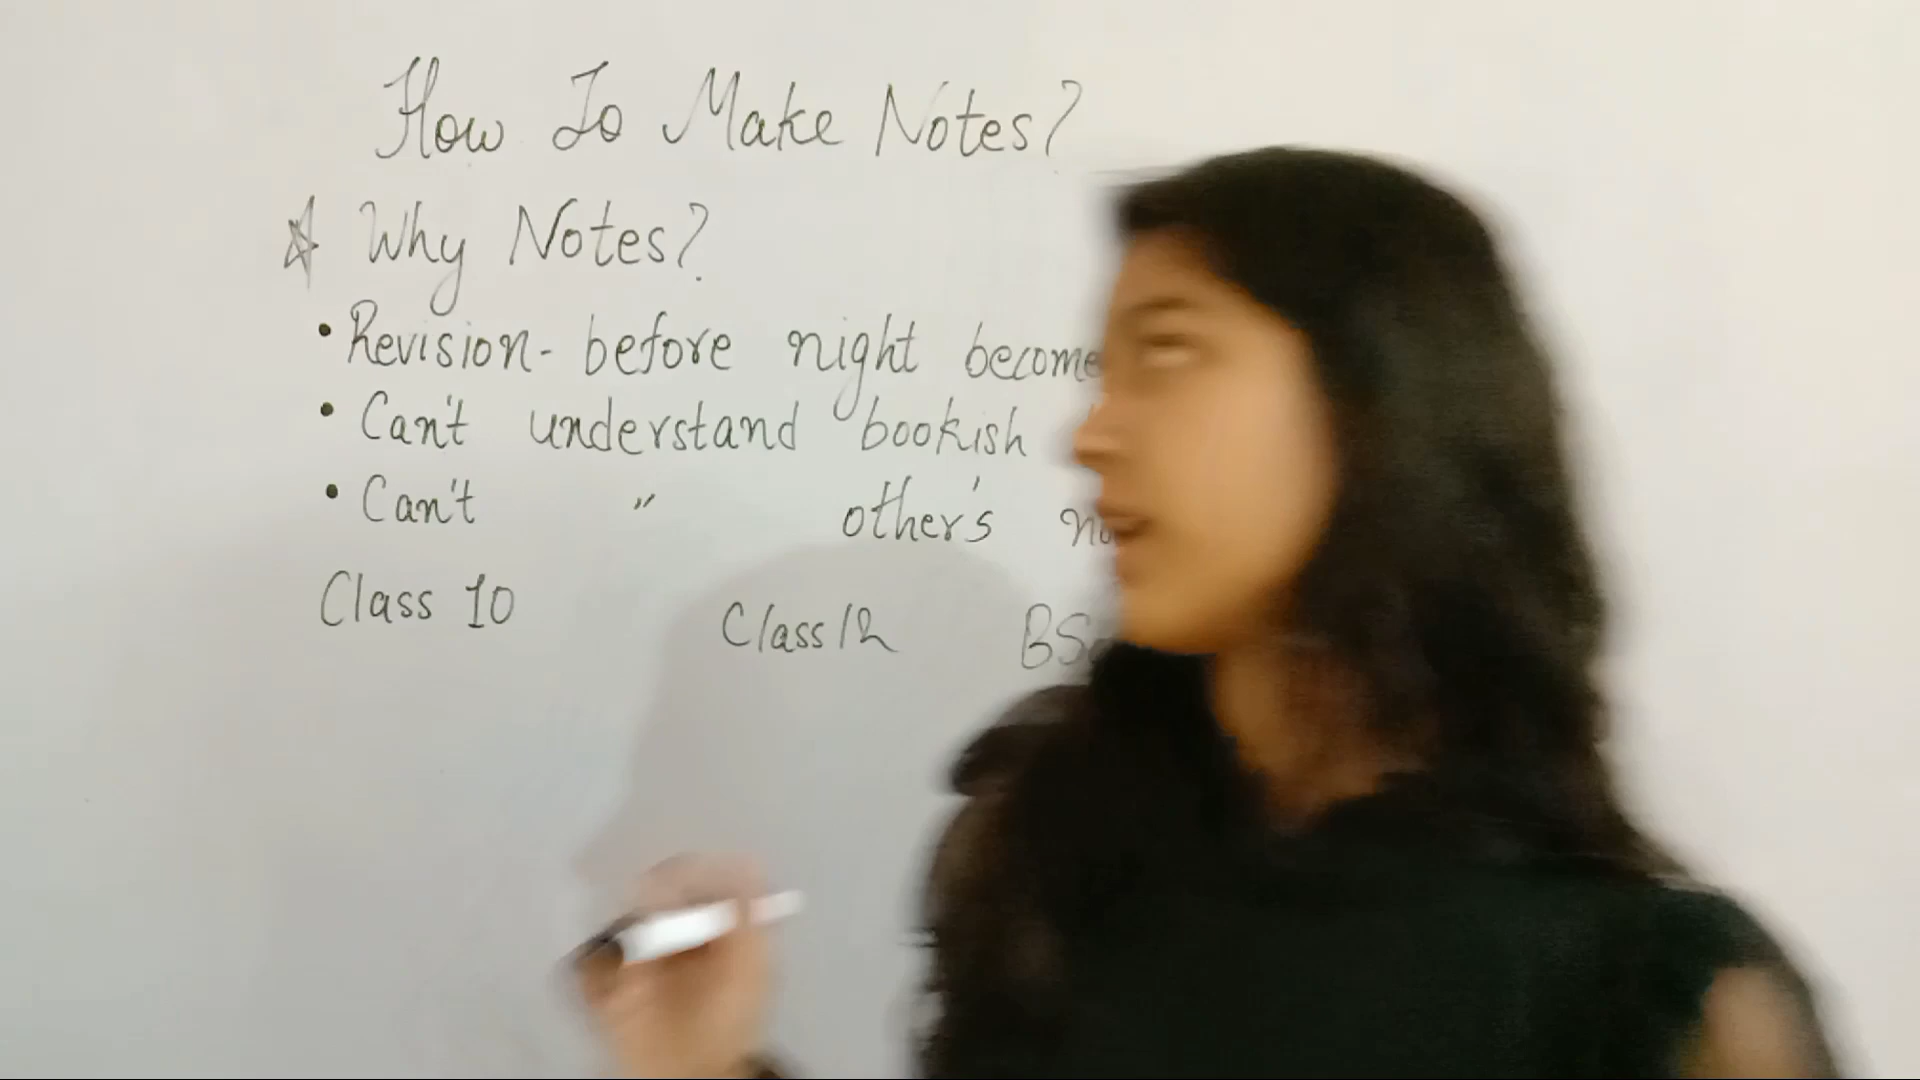 How To Make Notes?
☆ Why Notes?
• Revision - before night become
• Can't understand bookish
• Can't " other's
Class 10 Class 12 BSc